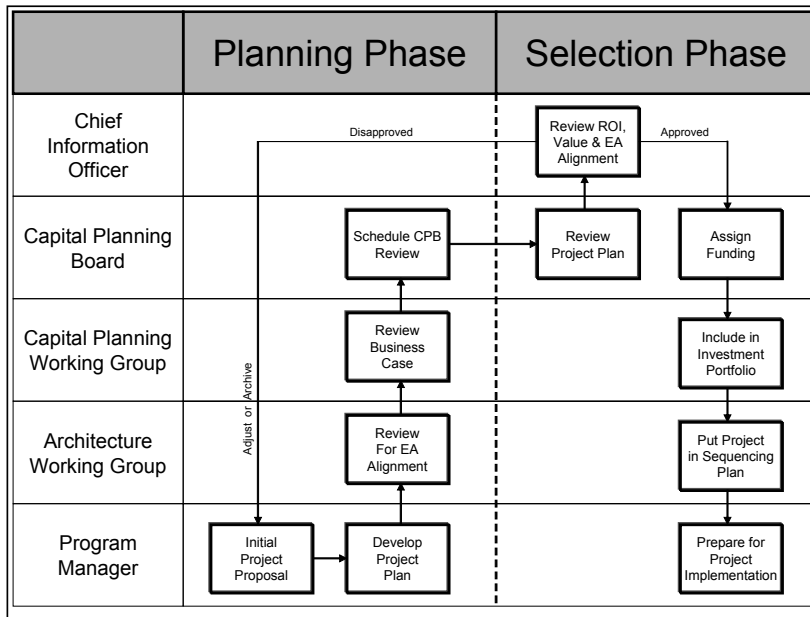 Planning Phase
Selection Phase
Chief
Information
Officer
Disapproved
Review ROI,
Value & EA
Alignment
Approved
Capital Planning
Board
Schedule CPB
Review
Review
Project Plan
Assign
Funding
Capital Planning
Working Group
Review
Business
Case
Include in
Investment
Portfolio
Adjust or Archive
Architecture
Working Group
Review
For EA
Alignment
Put Project
in Sequencing
Plan
Program
Manager
Initial
Project
Proposal
Develop
Project
Plan
Prepare for
Project
Implementation